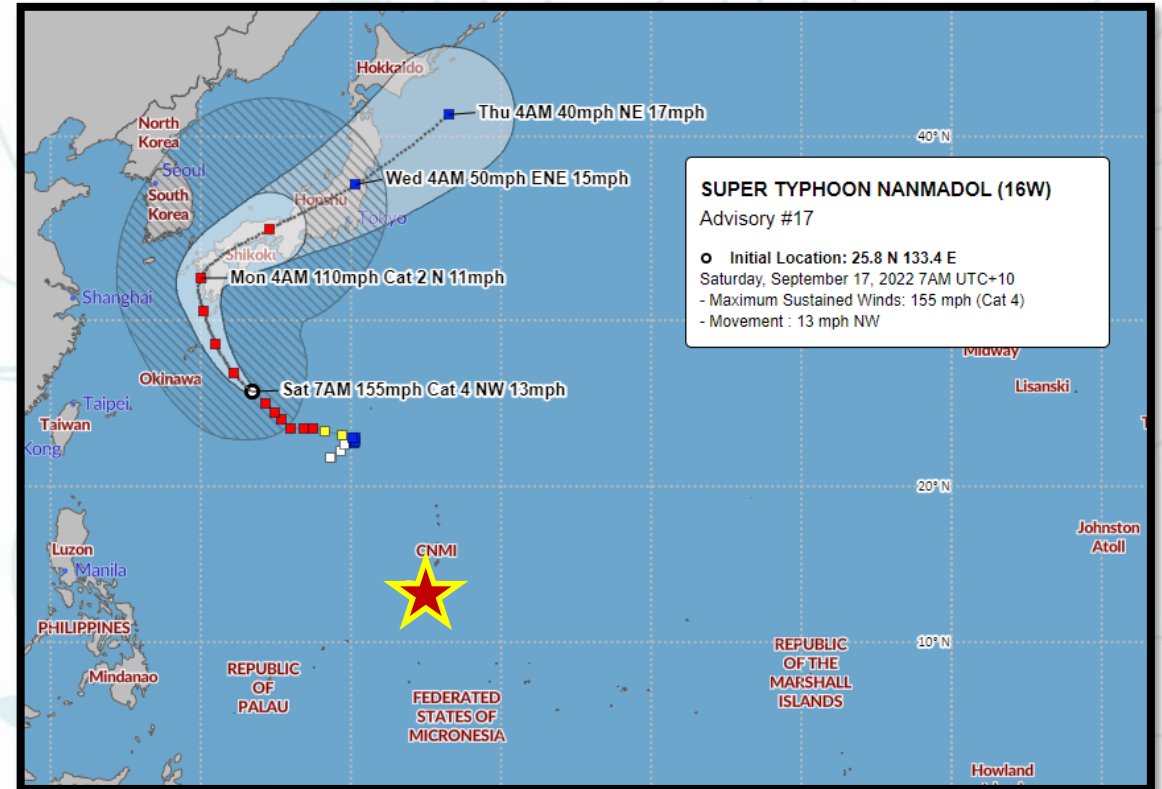 Hokkaido
Thu 4AM 40mph NE 17mph
North
Korea
40° N
Seoul
South
Korea
Wed 4AM 50mph ENE 15mph
Honshu
Tokyo
SUPER TYPHOON NANMADOL (16W)
Advisory #17
Initial Location: 25.8 N 133.4 E
Saturday, September 17, 2022 7AM UTC+10
- Maximum Sustained Winds: 155 mph (Cat 4)
- Movement : 13 mph NW
Shikoku
Mon 4AM 110mph Cat 2 N 11mph
Shanghai
Midway
Okinawa
Sat 7AM 155mph Cat 4 NW 13mph
Lisianski
Taipei
Taiwan
Kong
20° N
Johnston
Atoll
Luzon
CNMI
Manila
PHILIPPINES
10° N
Mindanao
REPUBLIC
OF
PALAU
FEDERATED
STATES OF
MICRONESIA
REPUBLIC
OF THE
MARSHALL
ISLANDS
Howland